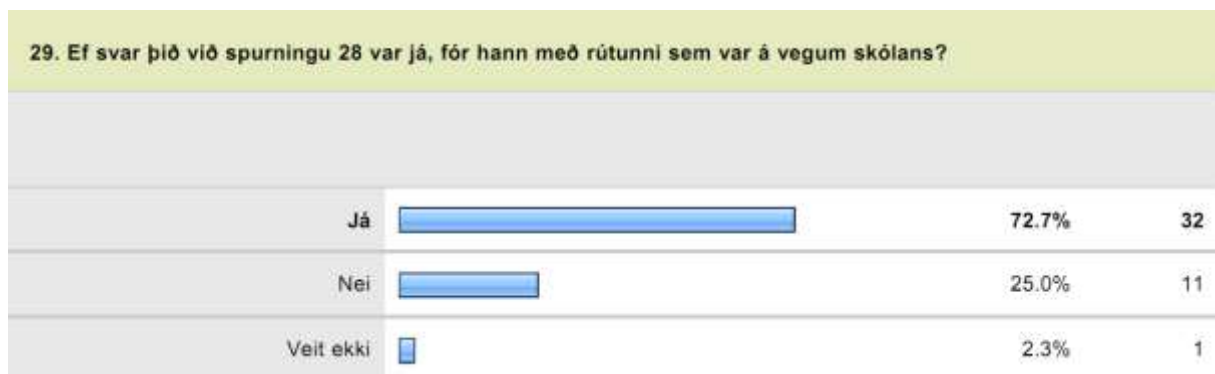 29. Ef svar þið við spurningu 28 var já, fór hann með rútunni sem var á vegum skólans?
Já 72.7% 32
Nei 25.0% 11
Veit ekki 2.3% 1